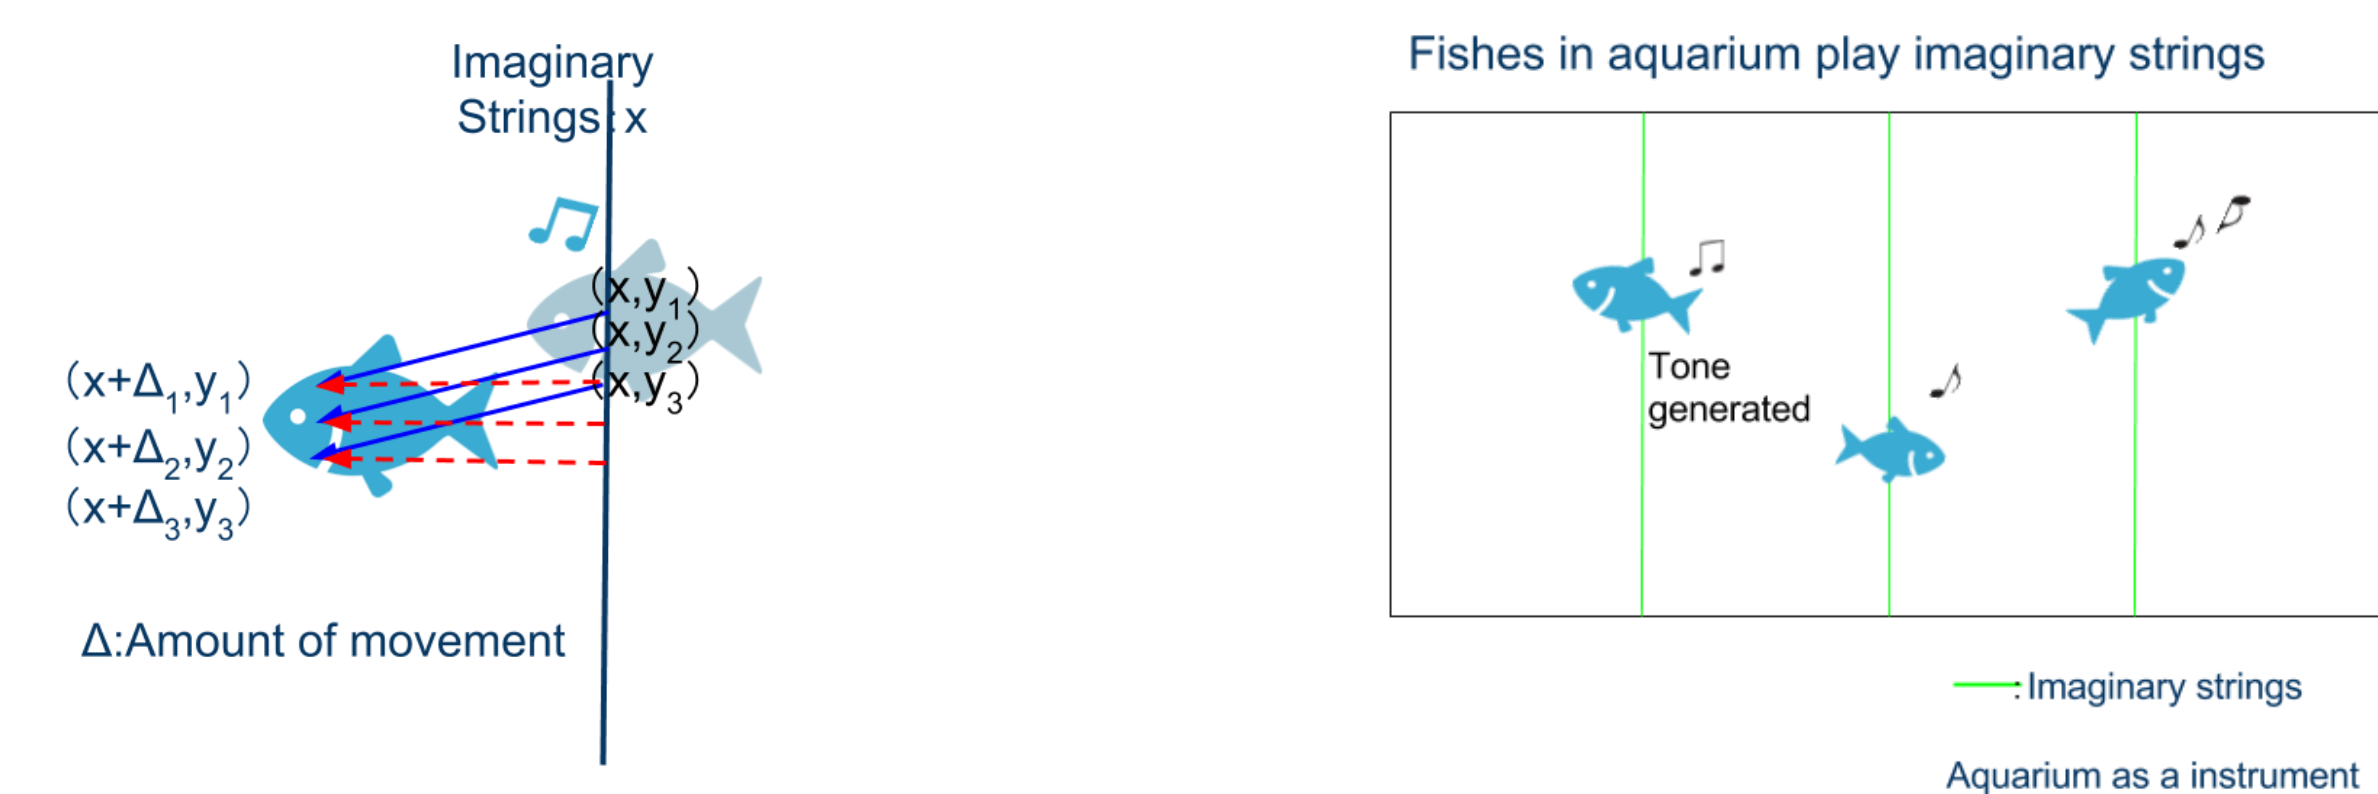 Imaginary
Strings:x
(x,y₁)
(x,y₂)
(x,y₃)
(x+Δ₁,y₁)
(x+Δ₂,y₂)
(x+Δ₃,y₃)
Δ:Amount of movement
Fishes in aquarium play imaginary strings
Tone
generated
:Imaginary strings
Aquarium as a instrument